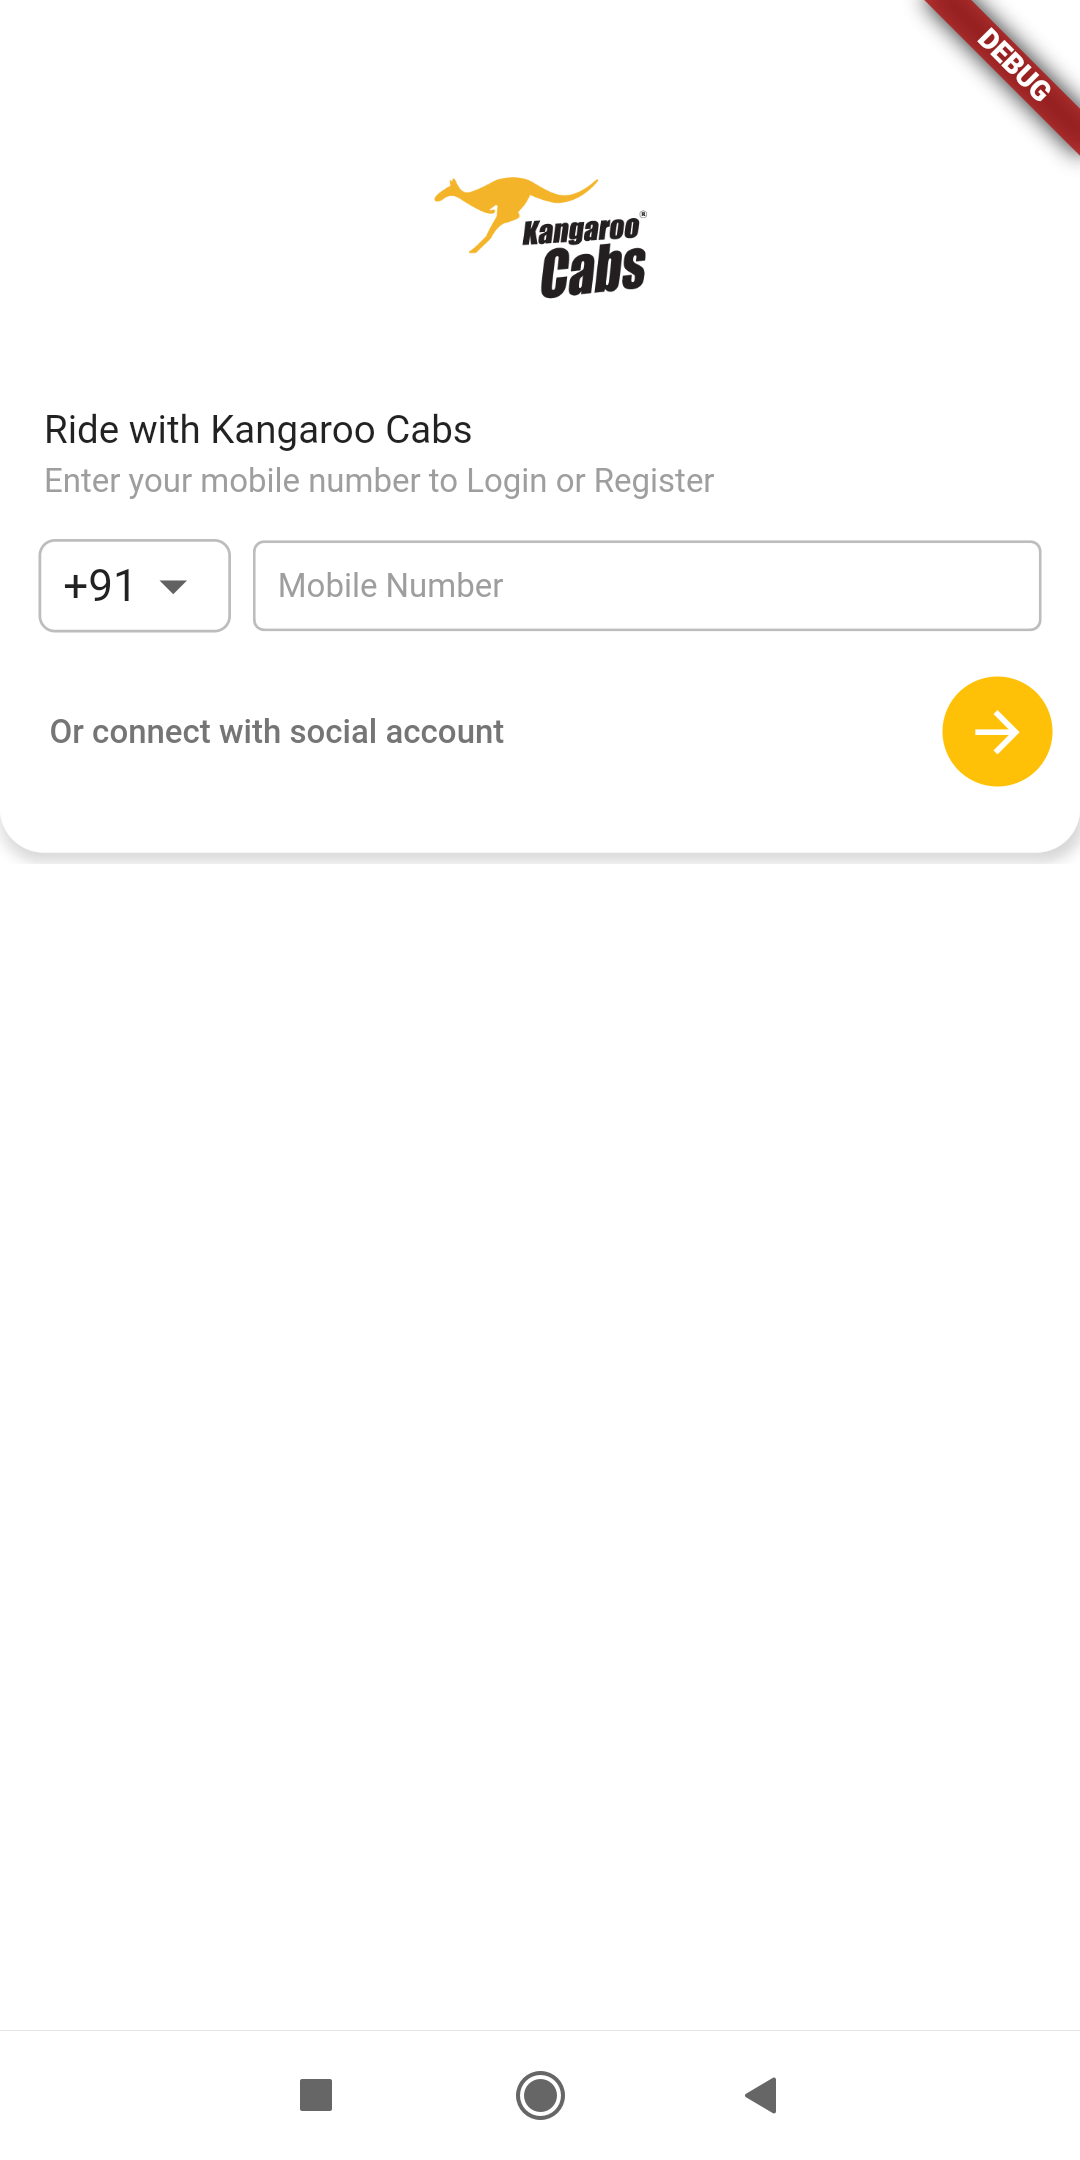 DEBUG
Kangaroo®
Cabs
Ride with Kangaroo Cabs
Enter your mobile number to Login or Register
+91
Mobile Number
Or connect with social account